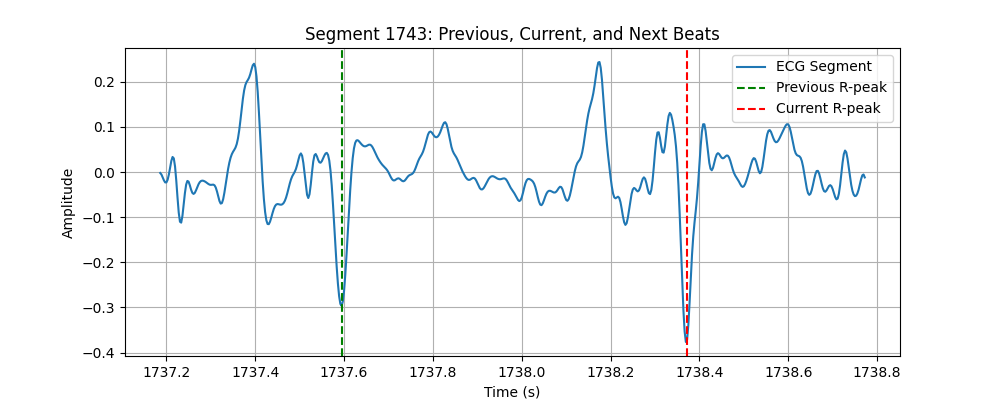 Segment 1743: Previous, Current, and Next Beats
ECG Segment
Previous R-peak
Current R-peak
Amplitude
0.2
0.1
0.0
−0.1
−0.2
−0.3
−0.4
1737.2 1737.4 1737.6 1737.8 1738.0 1738.2 1738.4 1738.6 1738.8
Time (s)